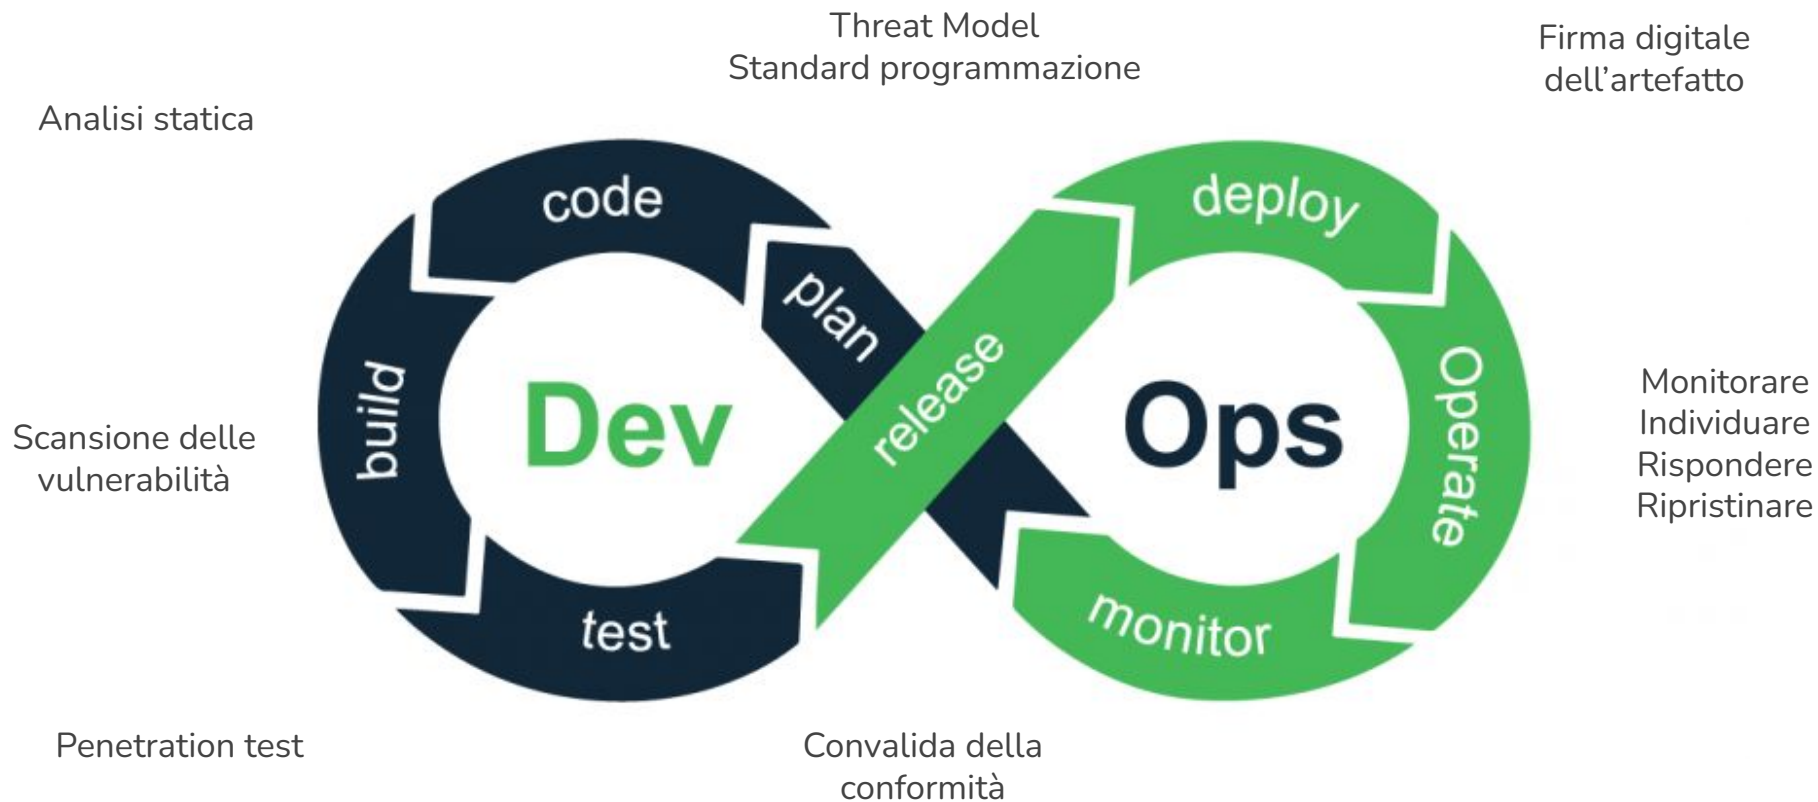 Threat Model
Standard programmazione
Firma digitale
dell'artefatto
Analisi statica
code
deploy
plan
build
Dev
release
Ops
Operate
Monitorare
Individuare
Rispondere
Ripristinare
Scansione delle
vulnerabilità
test
monitor
Penetration test
Convalida della
conformità